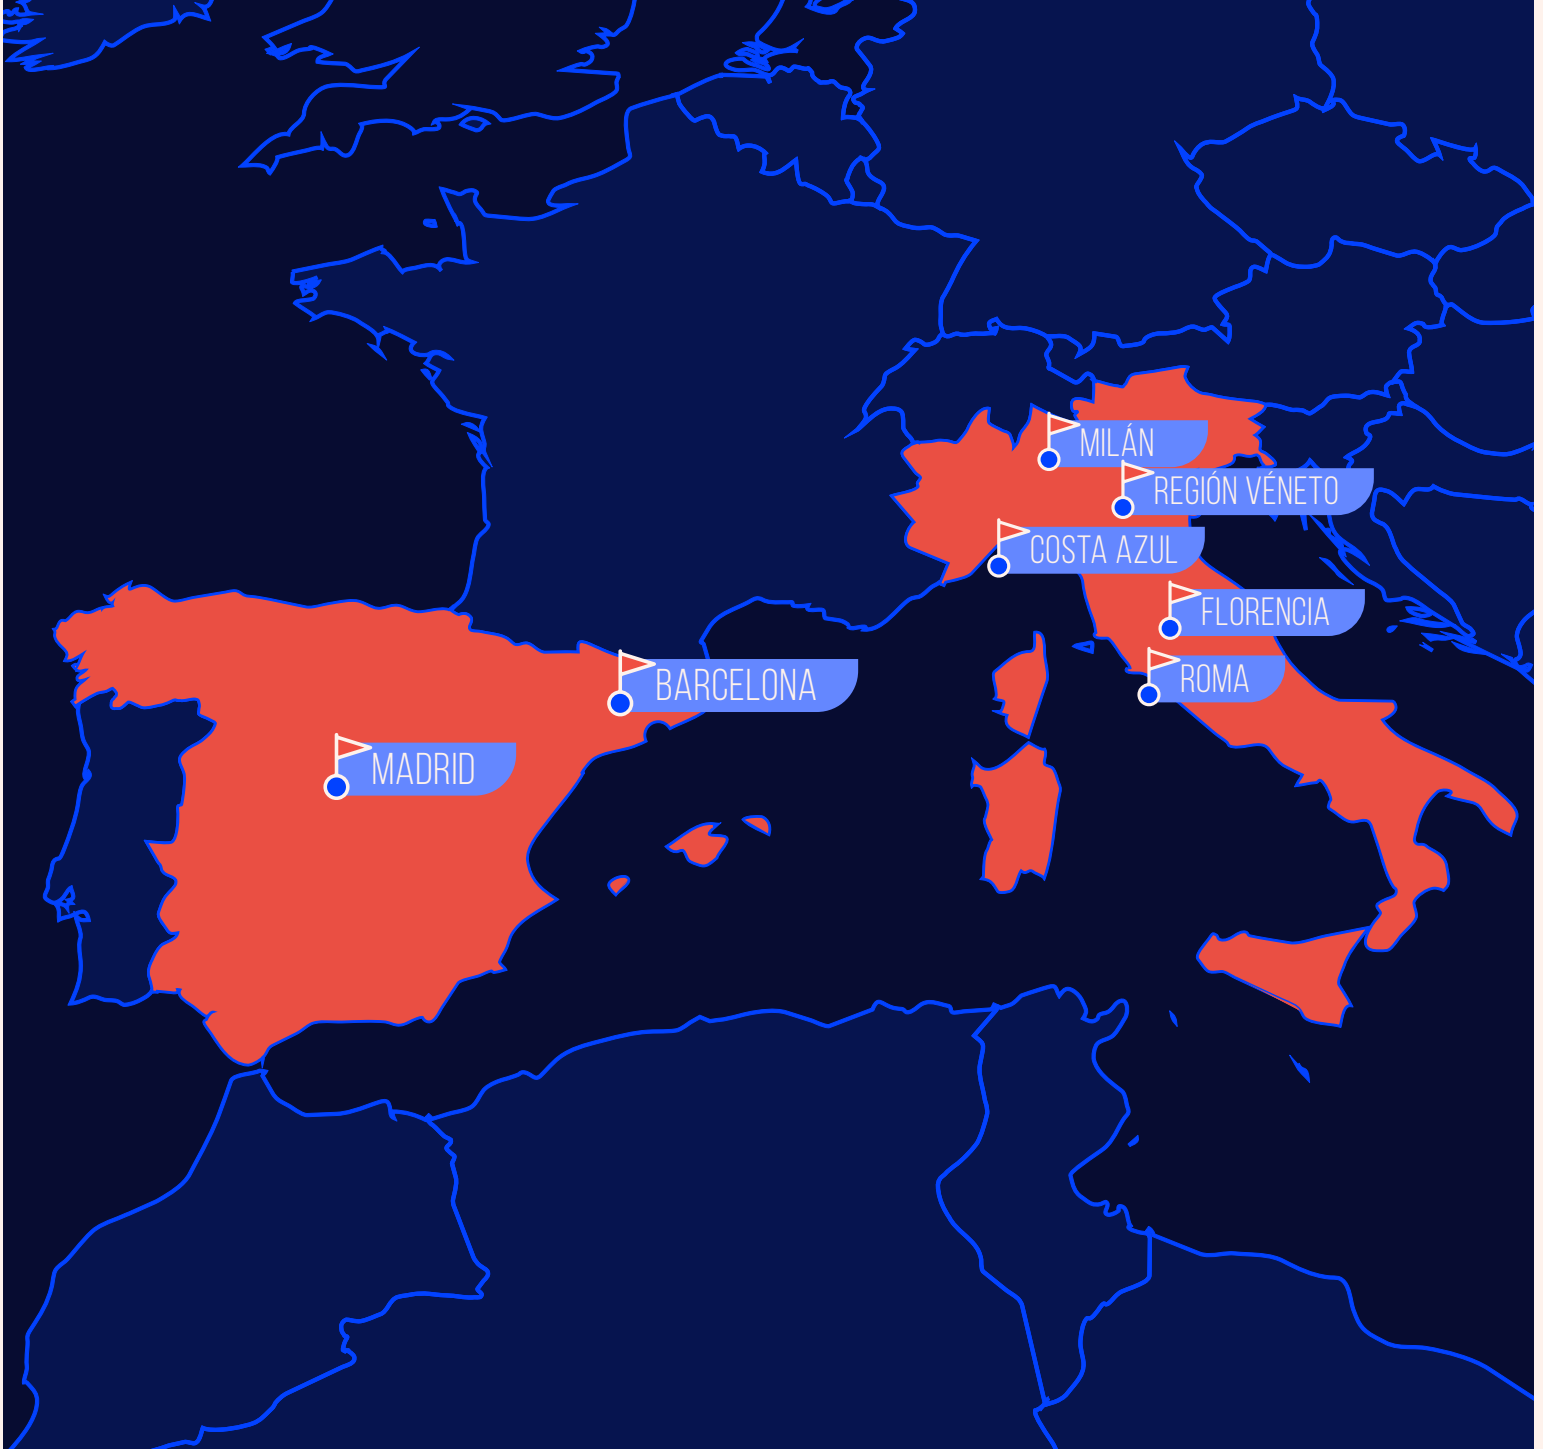 MILÁN
REGIÓN VÉNETO
COSTA AZUL
FLORENCIA
ROMA
BARCELONA
MADRID